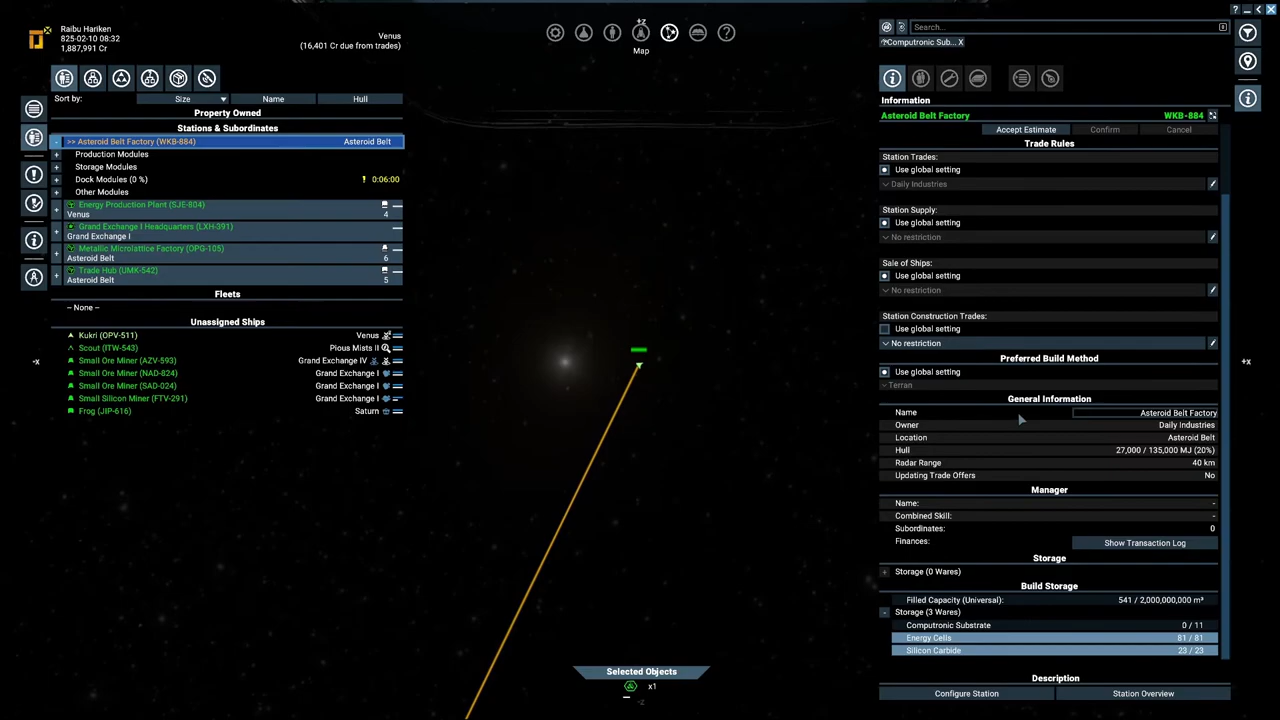 Raibu Hariken
825-02-10 08:32
1,887,991 Cr
Venus
(16,401 Cr due from trades)
+z
Map
Sort by:
Size
Name
Hull
Property Owned
Stations & Subordinates
>> Asteroid Belt Factory (WKB-884) Asteroid Belt
Production Modules
Storage Modules
Dock Modules (0 %) 0:06:00
Other Modules
Energy Production Plant (SJE-804)
Venus 4
Grand Exchange I Headquarters (LXH-391)
Grand Exchange I
Metallic Microlattice Factory (OPG-105)
Asteroid Belt 6
Trade Hub (UMK-542)
Asteroid Belt 5
Fleets
-- None --
Unassigned Ships
Kukri (OPV-511) Venus
Scout (ITW-543) Pious Mists II
Small Ore Miner (AZV-593) Grand Exchange IV
Small Ore Miner (NAD-824) Grand Exchange I
Small Ore Miner (SAD-024) Grand Exchange I
Small Silicon Miner (FTV-291) Grand Exchange I
Frog (JIP-616) Saturn
-x
+x
Selected Objects
x1
-z
Search...
Computronic Sub... X
Information
Asteroid Belt Factory WKB-884
Accept Estimate
Confirm
Cancel
Trade Rules
Station Trades:
Use global setting
Daily Industries
Station Supply:
Use global setting
No restriction
Sale of Ships:
Use global setting
No restriction
Station Construction Trades:
Use global setting
No restriction
Preferred Build Method
Use global setting
Terran
General Information
Name Asteroid Belt Factory
Owner Daily Industries
Location Asteroid Belt
Hull 27,000 / 135,000 MJ (20%)
Radar Range 40 km
Updating Trade Offers No
Manager
Name: -
Combined Skill: -
Subordinates: 0
Finances: Show Transaction Log
Storage
Storage (0 Wares)
Build Storage
Filled Capacity (Universal): 541 / 2,000,000,000 m³
Storage (3 Wares)
Computronic Substrate 0 / 11
Energy Cells 81 / 81
Silicon Carbide 23 / 23
Description
Configure Station
Station Overview